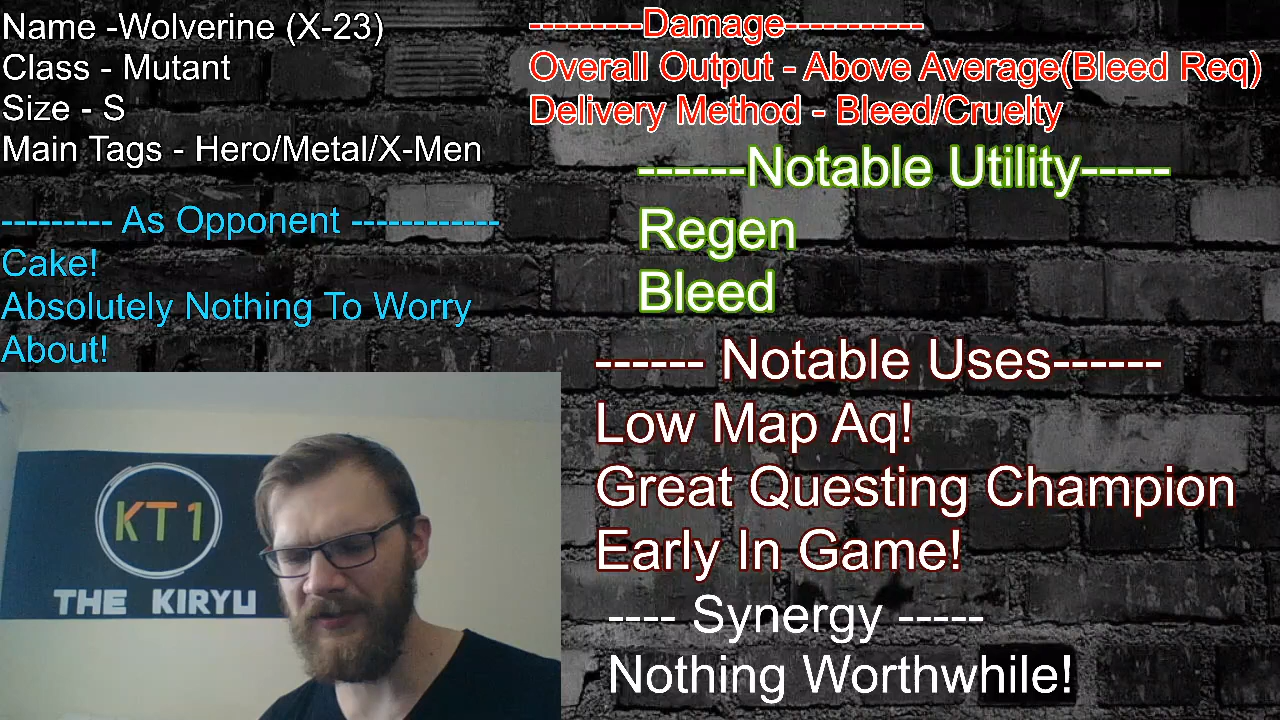 Name -Wolverine (X-23)
Class - Mutant
Size - S
Main Tags - Hero/Metal/X-Men
--------- As Opponent ------------
Cake!
Absolutely Nothing To Worry
About!
---------Damage-----------
Overall Output - Above Average(Bleed Req)
Delivery Method - Bleed/Cruelty
------Notable Utility-----
Regen
Bleed
------ Notable Uses------
Low Map Aq!
Great Questing Champion
Early In Game!
---- Synergy -----
Nothing Worthwhile!
KT1
THE KIRYU